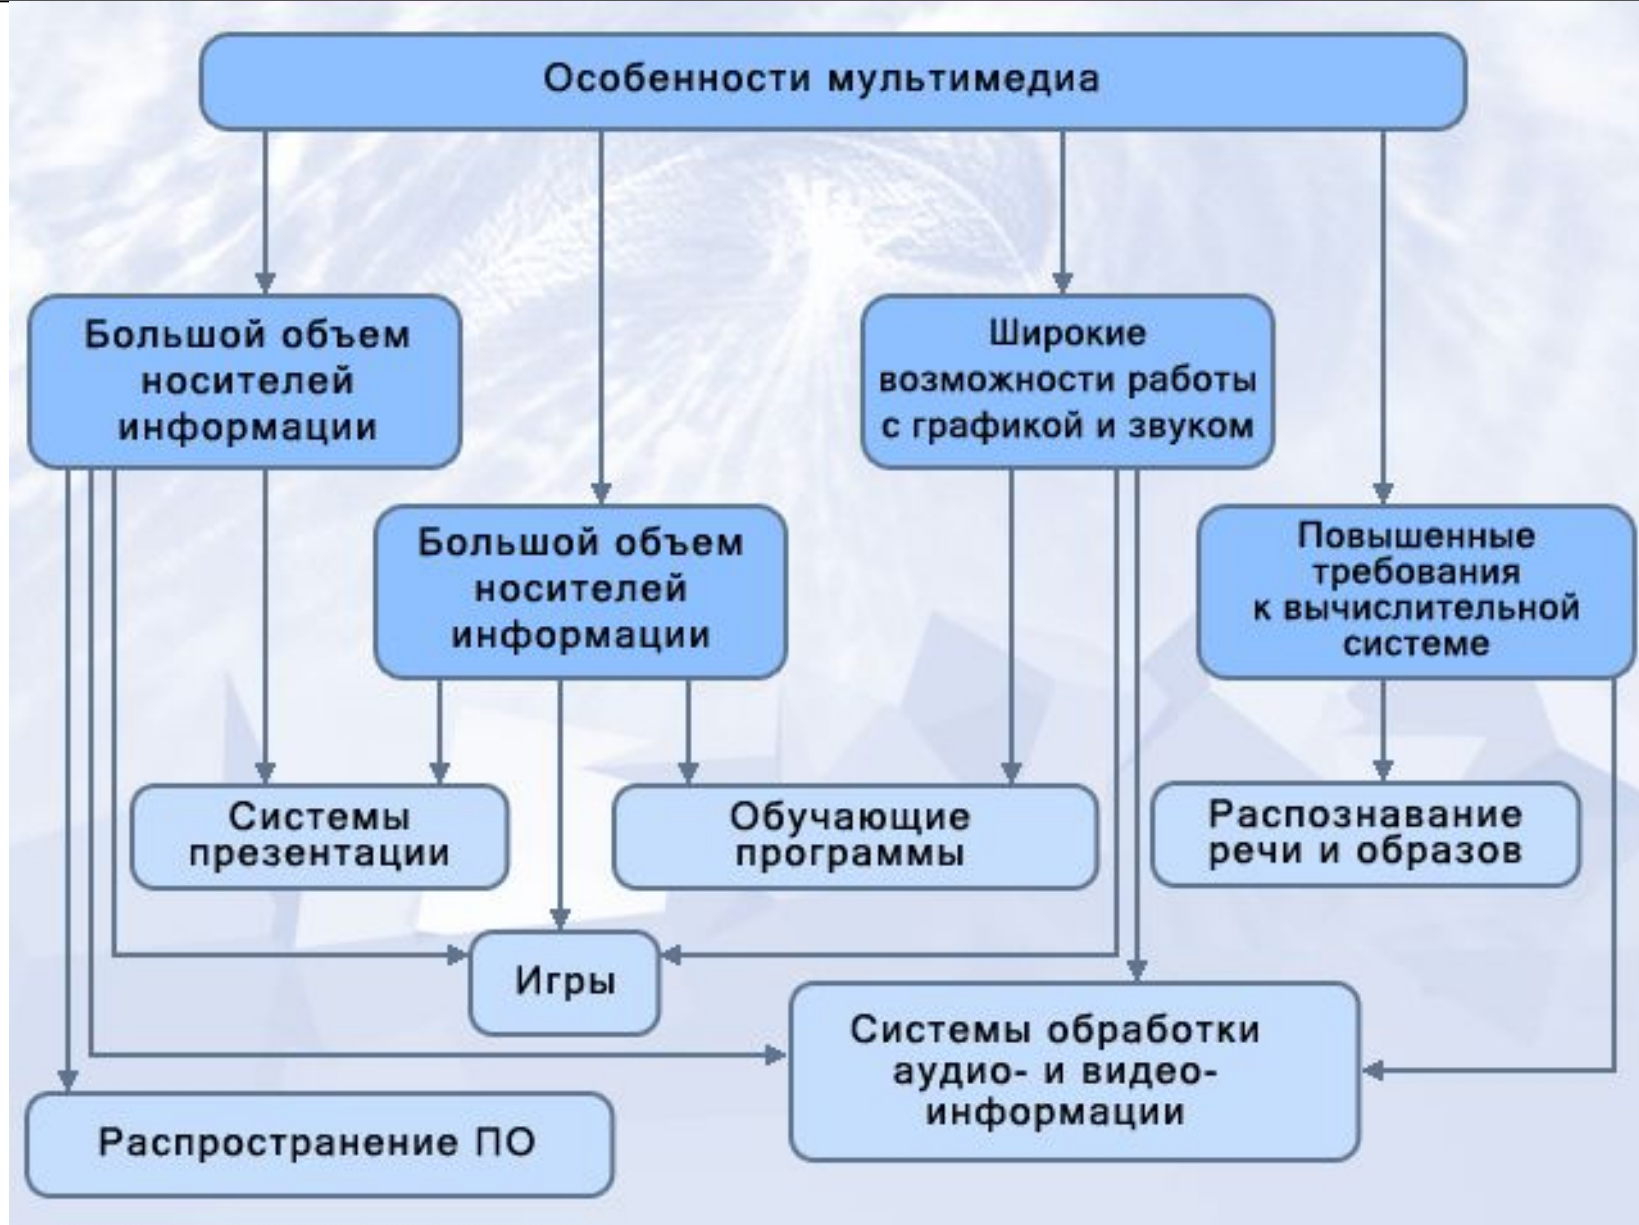 Особенности мультимедиа
Большой объем
носителей
информации
Широкие
возможности работы
с графикой и звуком
Большой объем
носителей
информации
Повышенные
требования
к вычислительной
системе
Системы
презентации
Обучающие
программы
Распознавание
речи и образов
Игры
Системы обработки
аудио- и видео-
информации
Распространение ПО